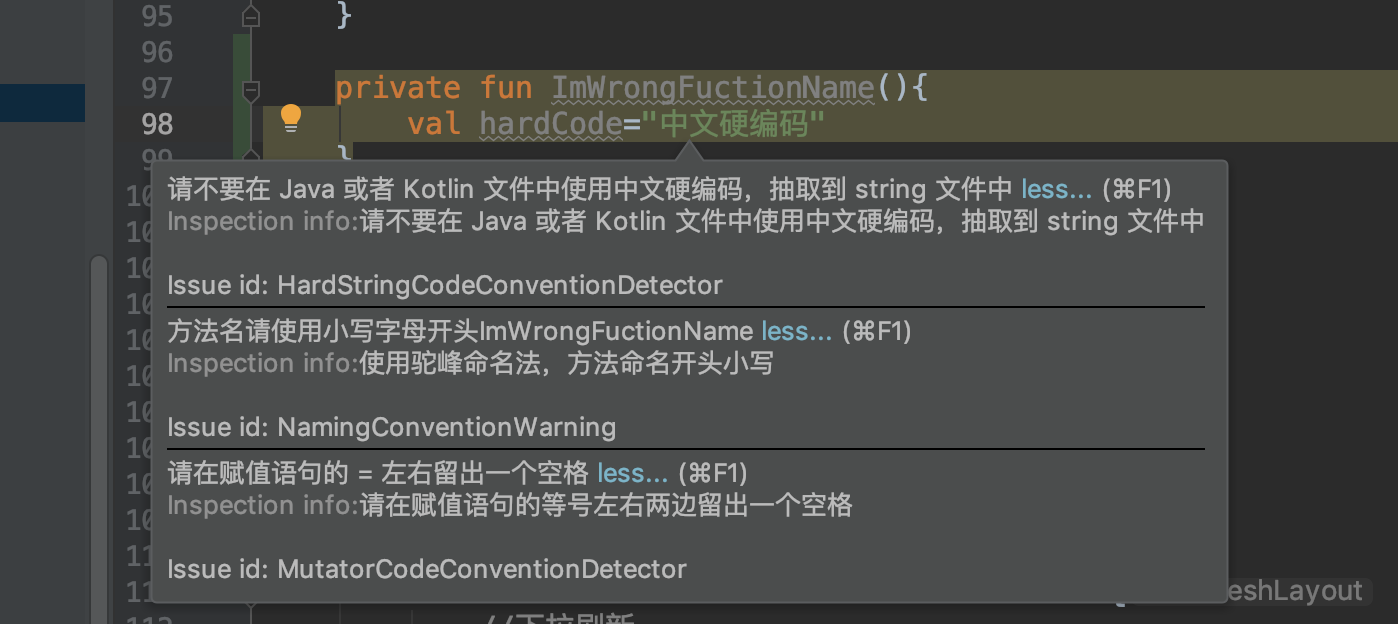 95 }
96
97 private fun ImWrongFuctionName(){
98 val hardCode="中文硬编码"
99 }
请不要在 Java 或者 Kotlin 文件中使用中文硬编码，抽取到 string 文件中 less... (⌘F1)
Inspection info:请不要在 Java 或者 Kotlin 文件中使用中文硬编码，抽取到 string 文件中
Issue id: HardStringCodeConventionDetector
方法名请使用小写字母开头ImWrongFuctionName less... (⌘F1)
Inspection info:使用驼峰命名法，方法命名开头小写
Issue id: NamingConventionWarning
请在赋值语句的 = 左右留出一个空格 less... (⌘F1)
Inspection info:请在赋值语句的等号左右两边留出一个空格
Issue id: MutatorCodeConventionDetector
eshLayout
//下拉刷新